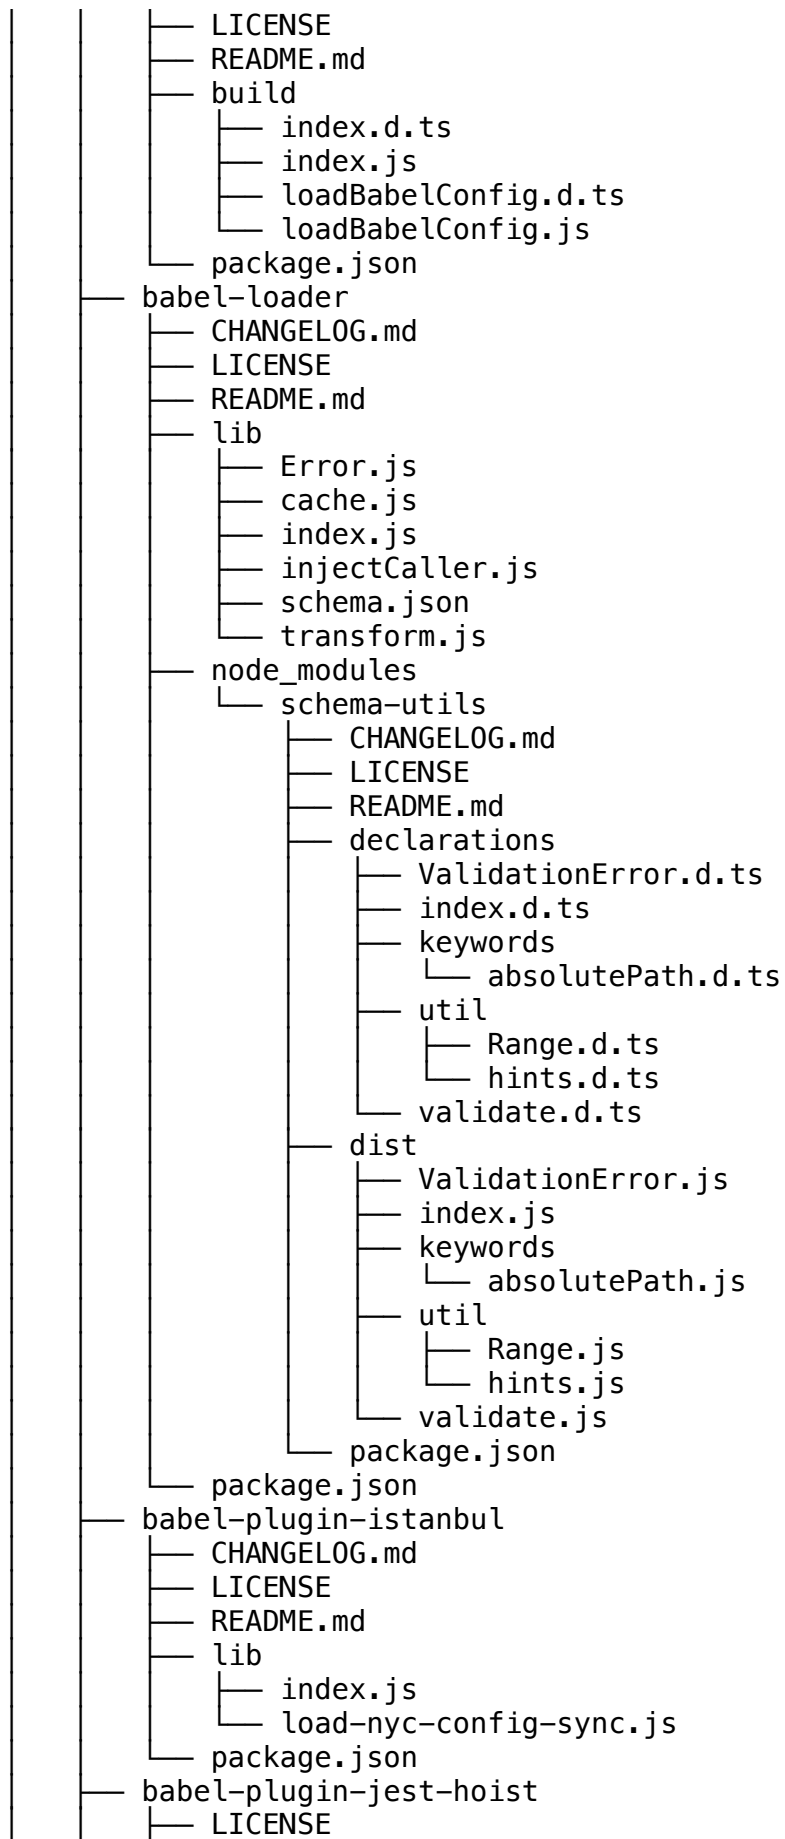 │   │   ├── LICENSE
│   │   ├── README.md
│   │   ├── build
│   │   │   ├── index.d.ts
│   │   │   ├── index.js
│   │   │   ├── loadBabelConfig.d.ts
│   │   │   └── loadBabelConfig.js
│   │   └── package.json
│   ├── babel-loader
│   │   ├── CHANGELOG.md
│   │   ├── LICENSE
│   │   ├── README.md
│   │   ├── lib
│   │   │   ├── Error.js
│   │   │   ├── cache.js
│   │   │   ├── index.js
│   │   │   ├── injectCaller.js
│   │   │   ├── schema.json
│   │   │   └── transform.js
│   │   ├── node_modules
│   │   │   └── schema-utils
│   │   │       ├── CHANGELOG.md
│   │   │       ├── LICENSE
│   │   │       ├── README.md
│   │   │       ├── declarations
│   │   │       │   ├── ValidationError.d.ts
│   │   │       │   ├── index.d.ts
│   │   │       │   ├── keywords
│   │   │       │   │   └── absolutePath.d.ts
│   │   │       │   ├── util
│   │   │       │   │   ├── Range.d.ts
│   │   │       │   │   └── hints.d.ts
│   │   │       │   └── validate.d.ts
│   │   │       ├── dist
│   │   │       │   ├── ValidationError.js
│   │   │       │   ├── index.js
│   │   │       │   ├── keywords
│   │   │       │   │   └── absolutePath.js
│   │   │       │   ├── util
│   │   │       │   │   ├── Range.js
│   │   │       │   │   └── hints.js
│   │   │       │   └── validate.js
│   │   │       └── package.json
│   │   └── package.json
│   ├── babel-plugin-istanbul
│   │   ├── CHANGELOG.md
│   │   ├── LICENSE
│   │   ├── README.md
│   │   ├── lib
│   │   │   ├── index.js
│   │   │   └── load-nyc-config-sync.js
│   │   └── package.json
│   ├── babel-plugin-jest-hoist
│   │   ├── LICENSE